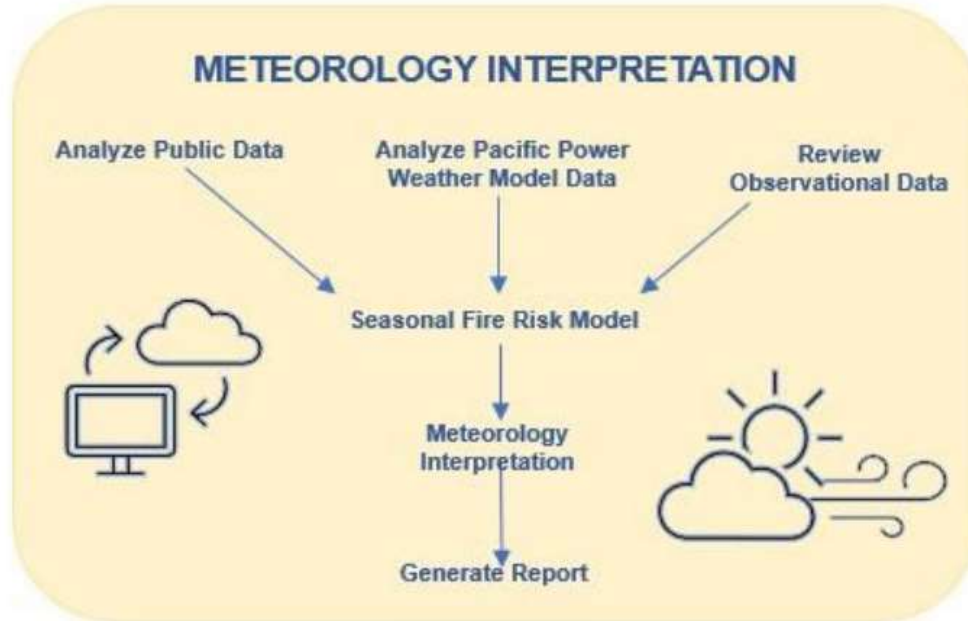 METEOROLOGY INTERPRETATION
Analyze Public Data
Analyze Pacific Power
Weather Model Data
Review
Observational Data
Seasonal Fire Risk Model
Meteorology
Interpretation
Generate Report